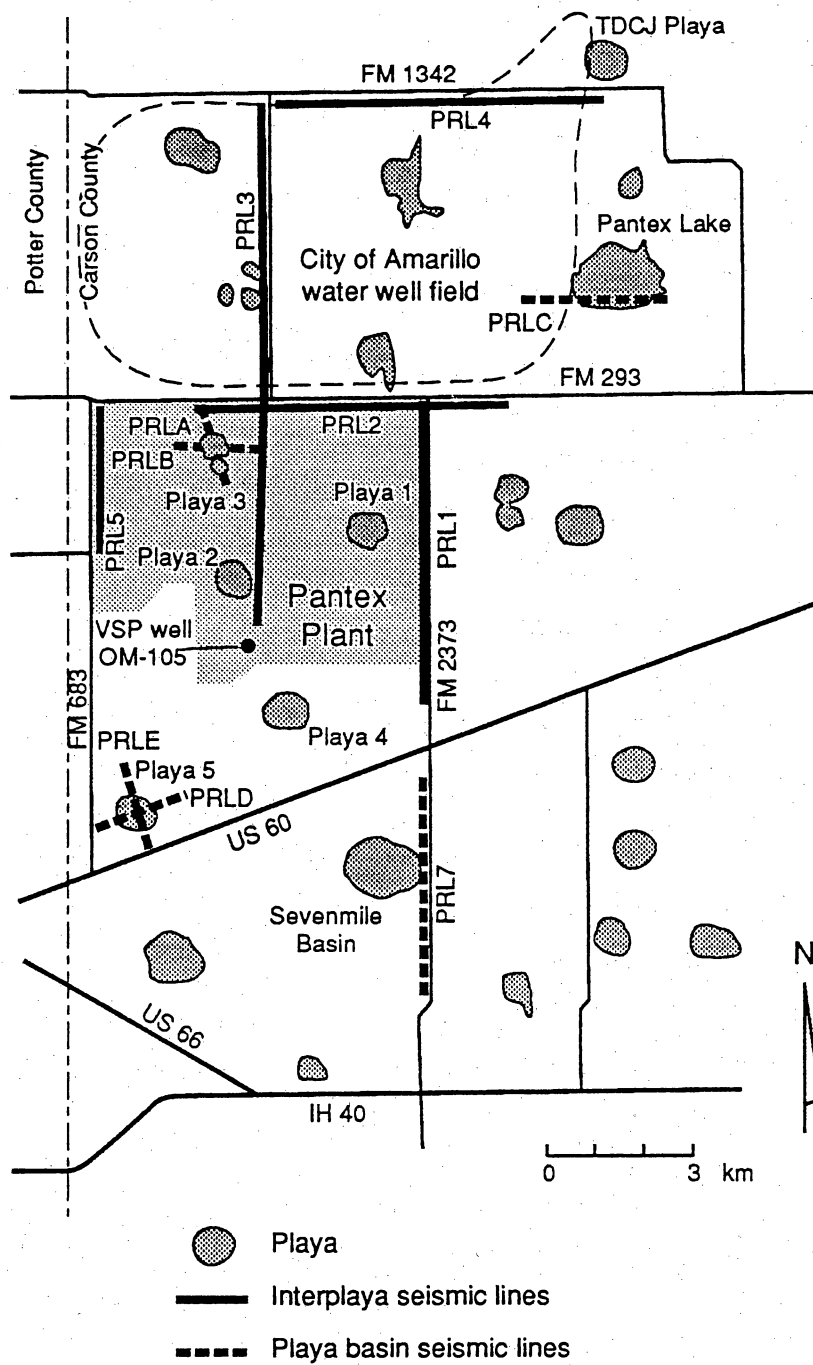 TDCJ Playa
FM 1342
PRL4
Potter County
Carson County
PRL3
Pantex Lake
City of Amarillo
water well field
PRLC
FM 293
PRLA
PRL2
PRLB
Playa 3
Playa 1
PRL5
PRL1
Playa 2
Pantex
Plant
VSP well
OM-105
FM 683
FM 2373
Playa 4
PRLE
Playa 5
PRLD
US 60
PRL7
Sevenmile
Basin
N
US 66
IH 40
0 3 km
Playa
Interplaya seismic lines
Playa basin seismic lines